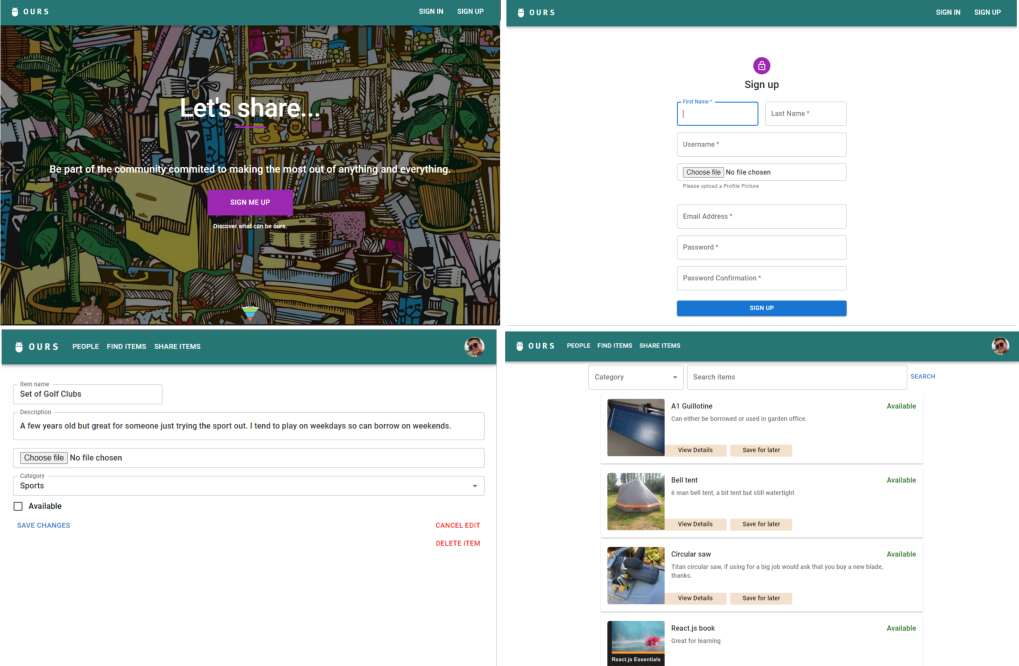 OURS
SIGN IN SIGN UP
Let's share...
Be part of the community commited to making the most out of anything and everything.
SIGN ME UP
Discover what can be ours.
OURS
SIGN IN SIGN UP
Sign up
First Name *
Last Name *
Username *
Choose file No file chosen
Please upload a Profile Picture
Email Address *
Password *
Password Confirmation *
SIGN UP
OURS PEOPLE FIND ITEMS SHARE ITEMS
Item name
Set of Golf Clubs
Description
A few years old but great for someone just trying the sport out. I tend to play on weekdays so can borrow on weekends.
Choose file No file chosen
Category
Sports
Available
SAVE CHANGES
CANCEL EDIT
DELETE ITEM
OURS PEOPLE FIND ITEMS SHARE ITEMS
Category Search items SEARCH
A1 Guillotine Available
Can either be borrowed or used in garden office.
View Details Save for later
Bell tent Available
6 man bell tent, a bit tent but still watertight
View Details Save for later
Circular saw Available
Titan circular saw, if using for a big job would ask that you buy a new blade,
thanks.
View Details Save for later
React.js book Available
Great for learning
React.js Essentials